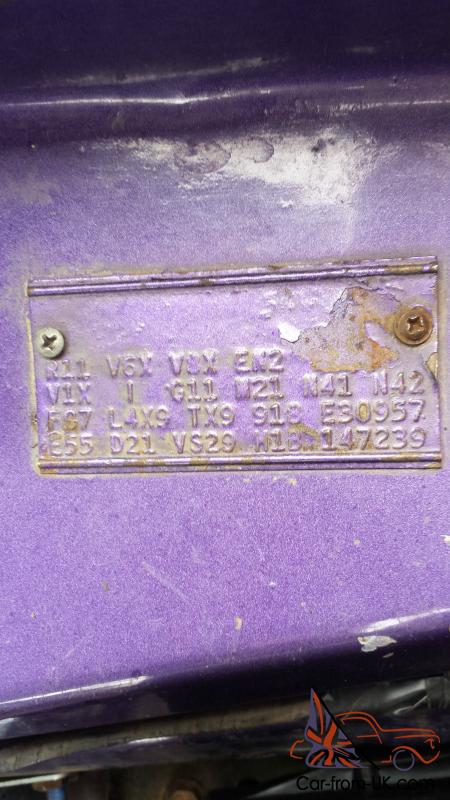 R11 V6X V8X EN2
V1X 1 G11 M21 N41 N42
FC7 L4X9 TX9 918 E30957
E55 D21 VS29 W1B 147239
Car-from-UK.com